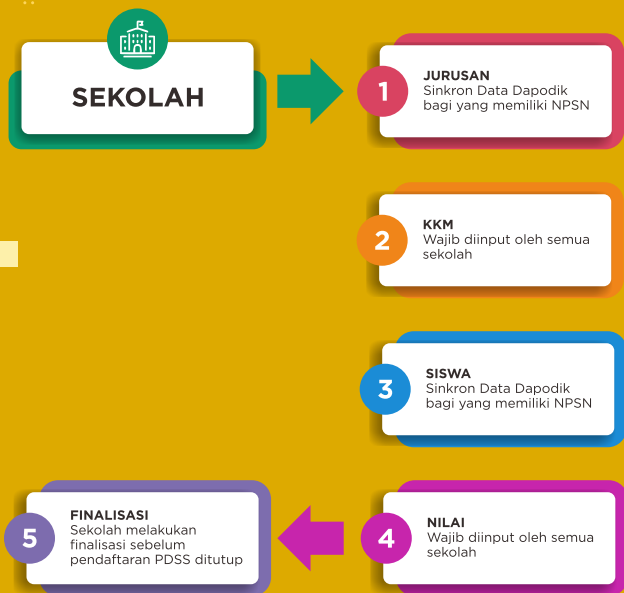 SEKOLAH
1
JURUSAN
Sinkron Data Dapodik
bagi yang memiliki NPSN
2
KKM
Wajib diinput oleh semua
sekolah
3
SISWA
Sinkron Data Dapodik
bagi yang memiliki NPSN
4
NILAI
Wajib diinput oleh semua
sekolah
5
FINALISASI
Sekolah melakukan
finalisasi sebelum
pendaftaran PDSS ditutup